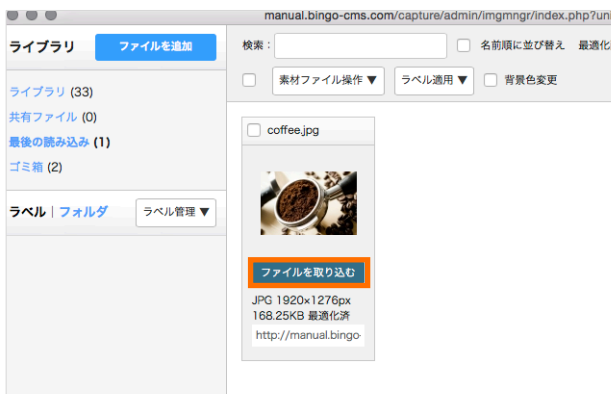 manual.bingo-cms.com/capture/admin/imgmngr/index.php?un
ライブラリ
ファイルを追加
検索：
名前順に並び替え
最適化
素材ファイル操作 ▼
ラベル適用 ▼
背景色変更
ライブラリ (33)
共有ファイル (0)
最後の読み込み (1)
ゴミ箱 (2)
ラベル | フォルダ
ラベル管理 ▼
coffee.jpg
ファイルを取り込む
JPG 1920×1276px
168.25KB 最適化済
http://manual.bingo-